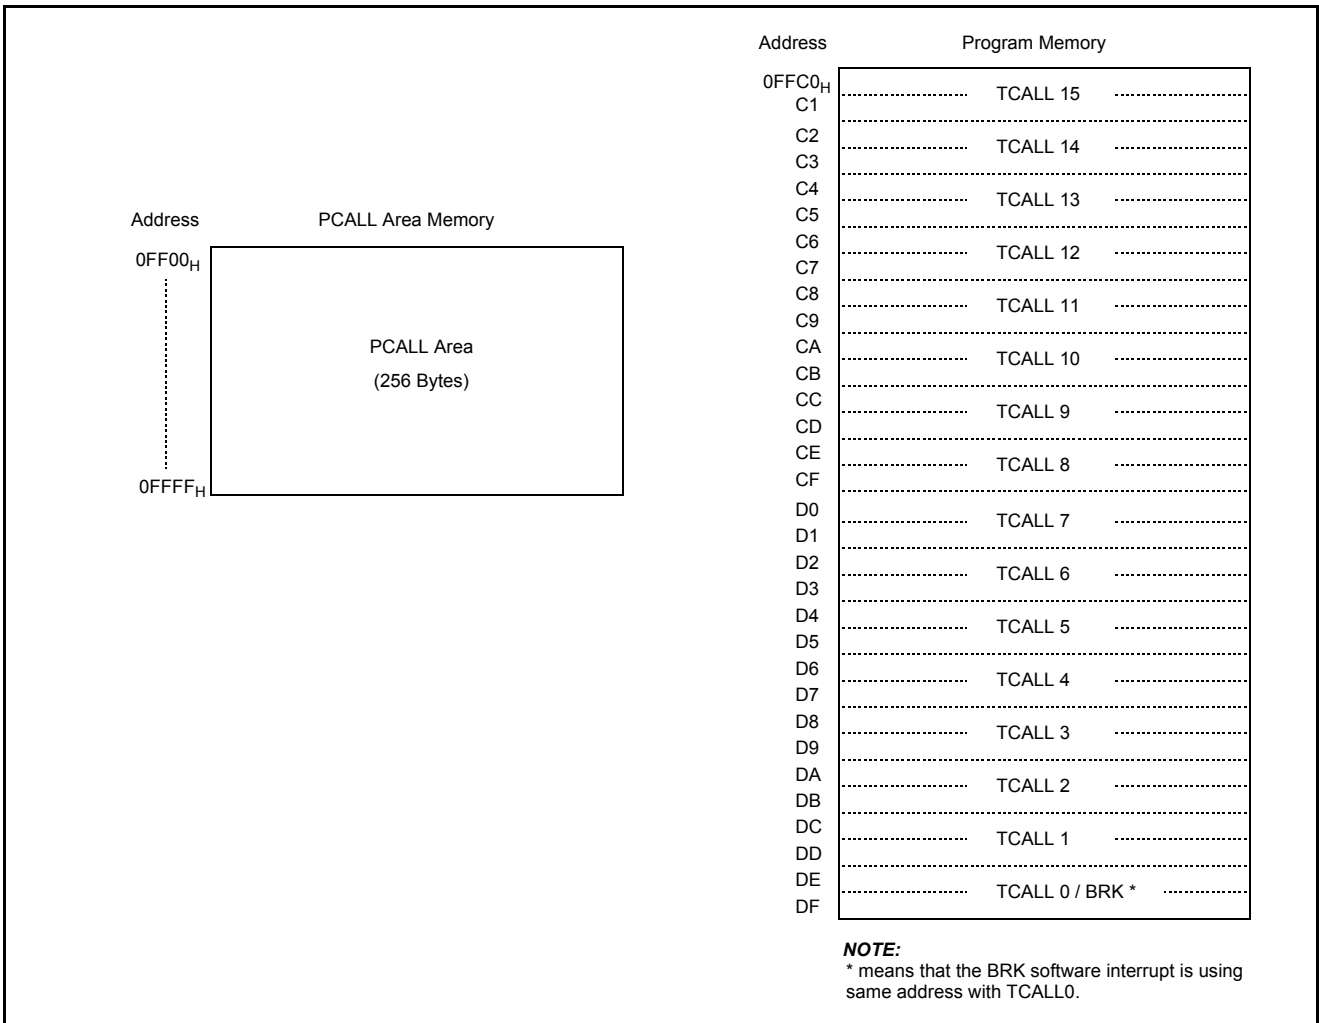 Address PCALL Area Memory
0FF00H
PCALL Area
(256 Bytes)
0FFFFH
Address Program Memory
0FFC0H
C1
TCALL 15
C2
C3
TCALL 14
C4
C5
TCALL 13
C6
C7
TCALL 12
C8
C9
TCALL 11
CA
CB
TCALL 10
CC
CD
TCALL 9
CE
CF
TCALL 8
D0
D1
TCALL 7
D2
D3
TCALL 6
D4
D5
TCALL 5
D6
D7
TCALL 4
D8
D9
TCALL 3
DA
DB
TCALL 2
DC
DD
TCALL 1
DE
DF
TCALL 0 / BRK *
NOTE:
* means that the BRK software interrupt is using
same address with TCALL0.